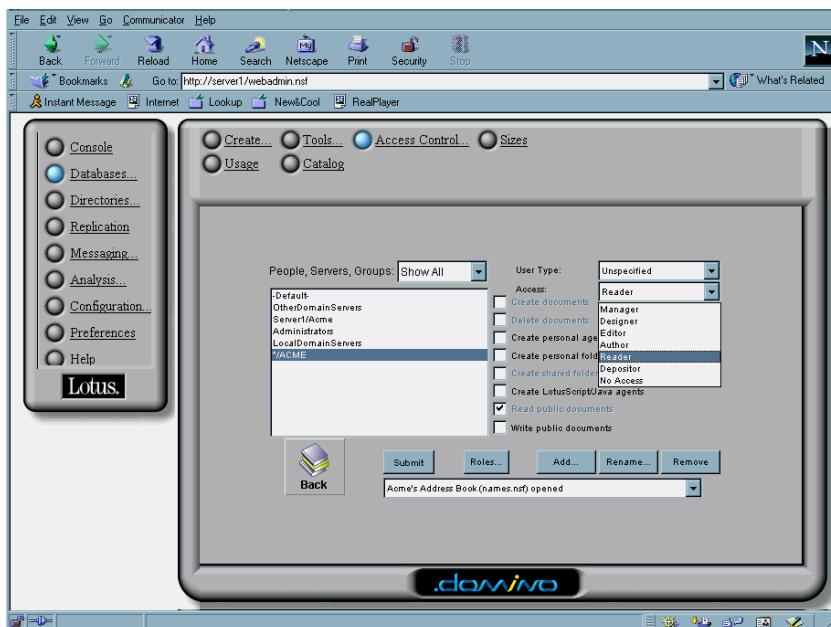 File Edit View Go Communicator Help
Back Forward Reload Home Search Netscape Print Security Stop
My
N
Bookmarks Go to: http://server1/webadmin.nsf What's Related
Instant Message Internet Lookup New&Cool RealPlayer
Console
Databases...
Directories...
Replication
Messaging...
Analysis...
Configuration...
Preferences
Help
Lotus.
Create... Tools... Access Control... Sizes
Usage Catalog
People, Servers, Groups: Show All
-Default-
OtherDomainServers
Server1/Acme
Administrators
LocalDomainServers
*/ACME
User Type: Unspecified
Access: Reader
Manager
Designer
Editor
Author
Reader
Depositor
No Access
Create documents
Delete documents
Create personal age
Create personal fold
Create shared folder
Create LotusScript/Java agents
Read public documents
Write public documents
Back
Submit Roles... Add... Rename... Remove
Acme's Address Book (names.nsf) opened
.domino